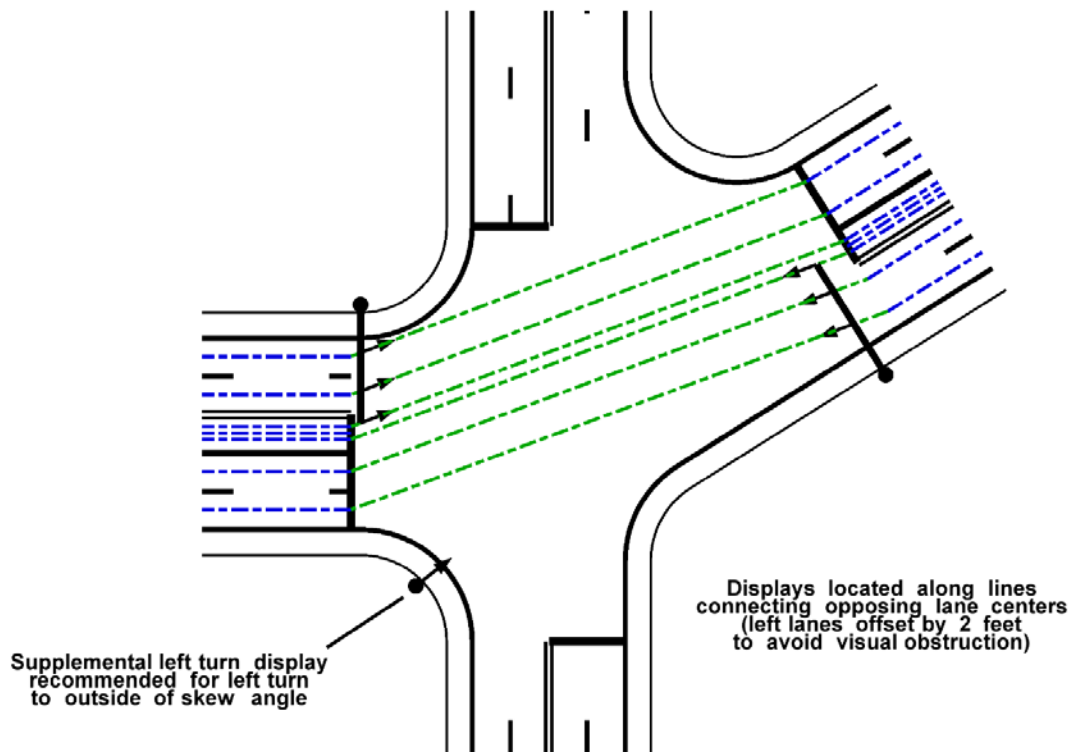 Displays located along lines
connecting opposing lane centers
(left lanes offset by 2 feet
to avoid visual obstruction)
Supplemental left turn display
recommended for left turn
to outside of skew angle